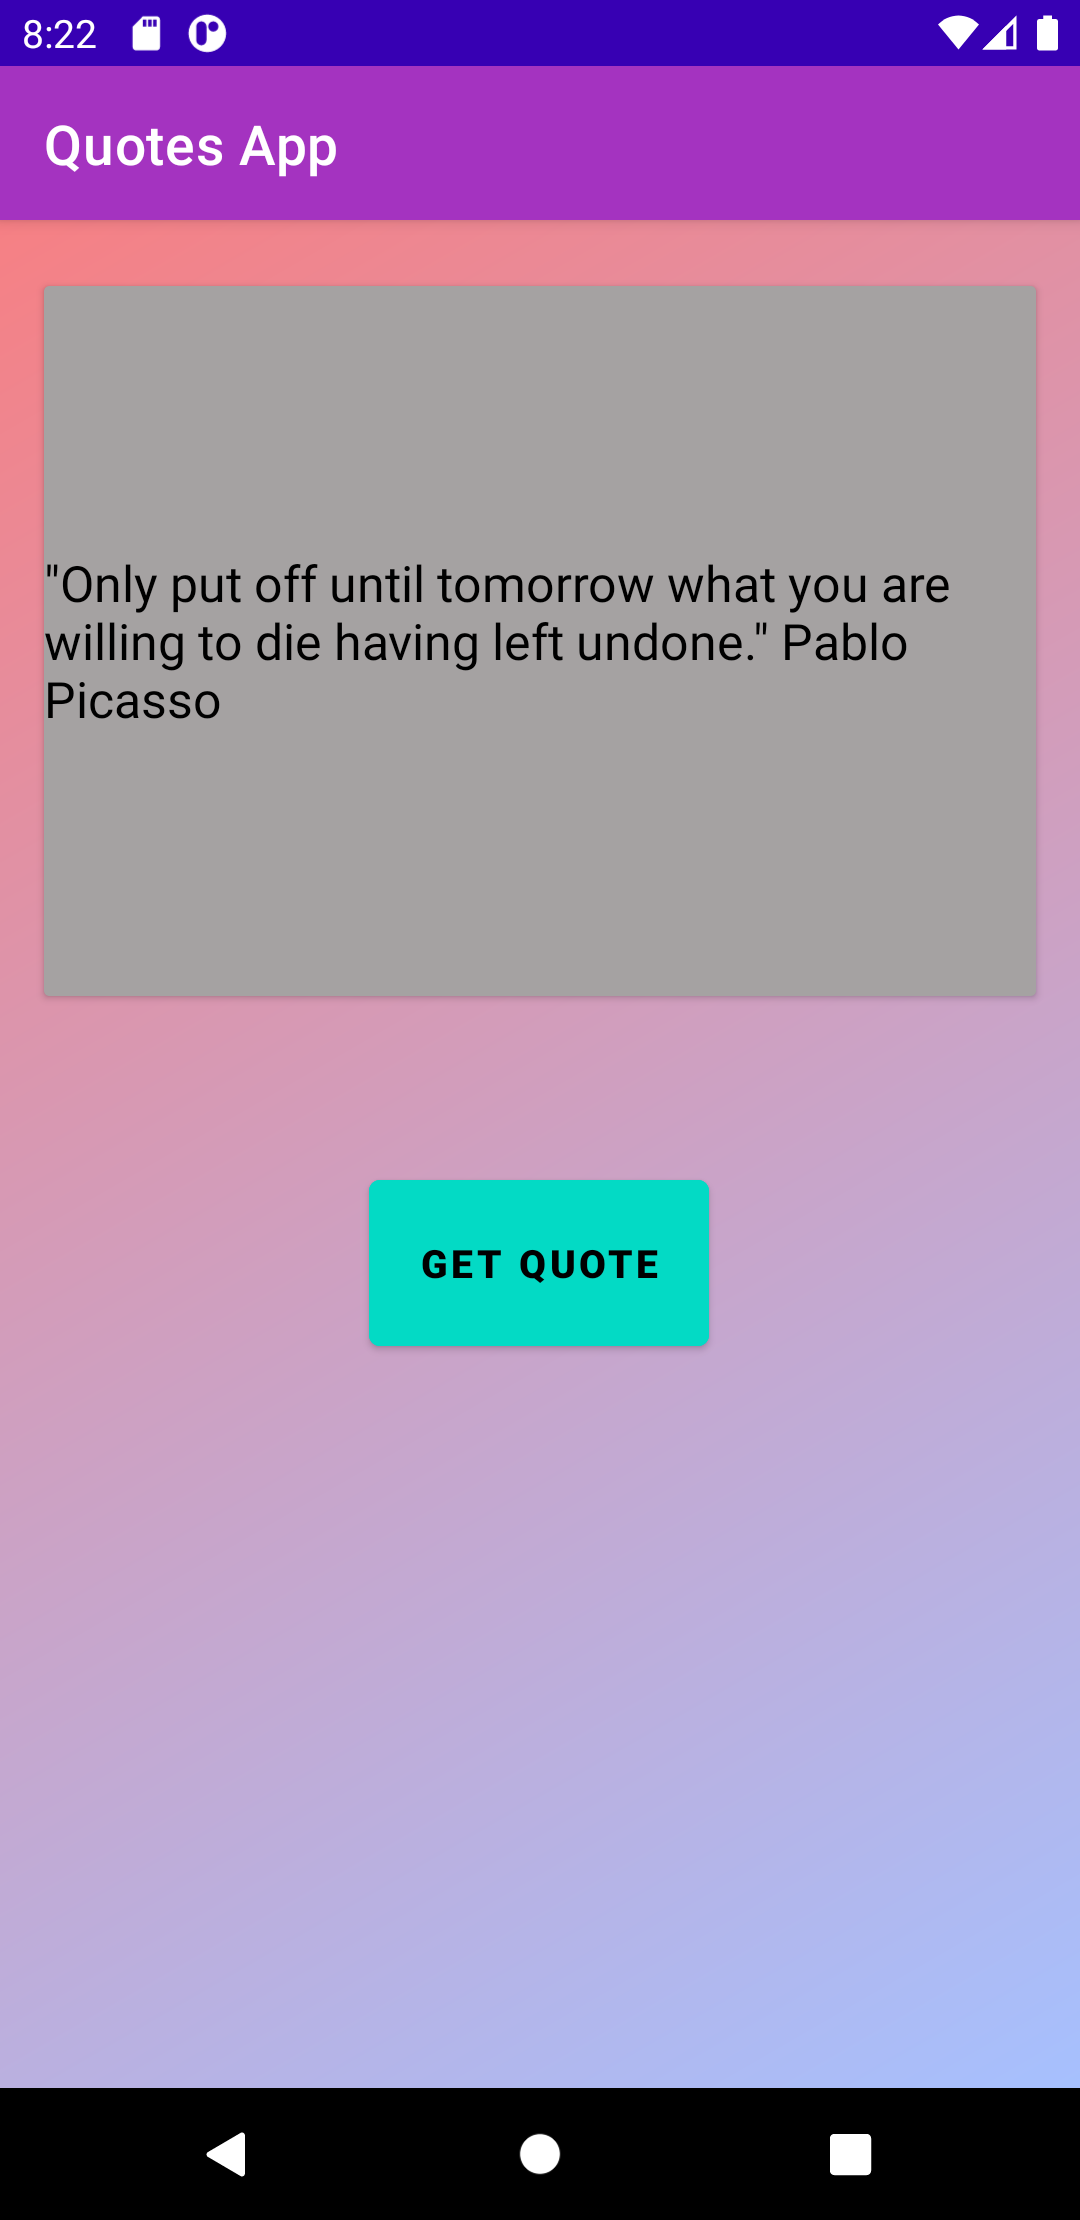 8:22
Quotes App
"Only put off until tomorrow what you are
willing to die having left undone." Pablo
Picasso
GET QUOTE